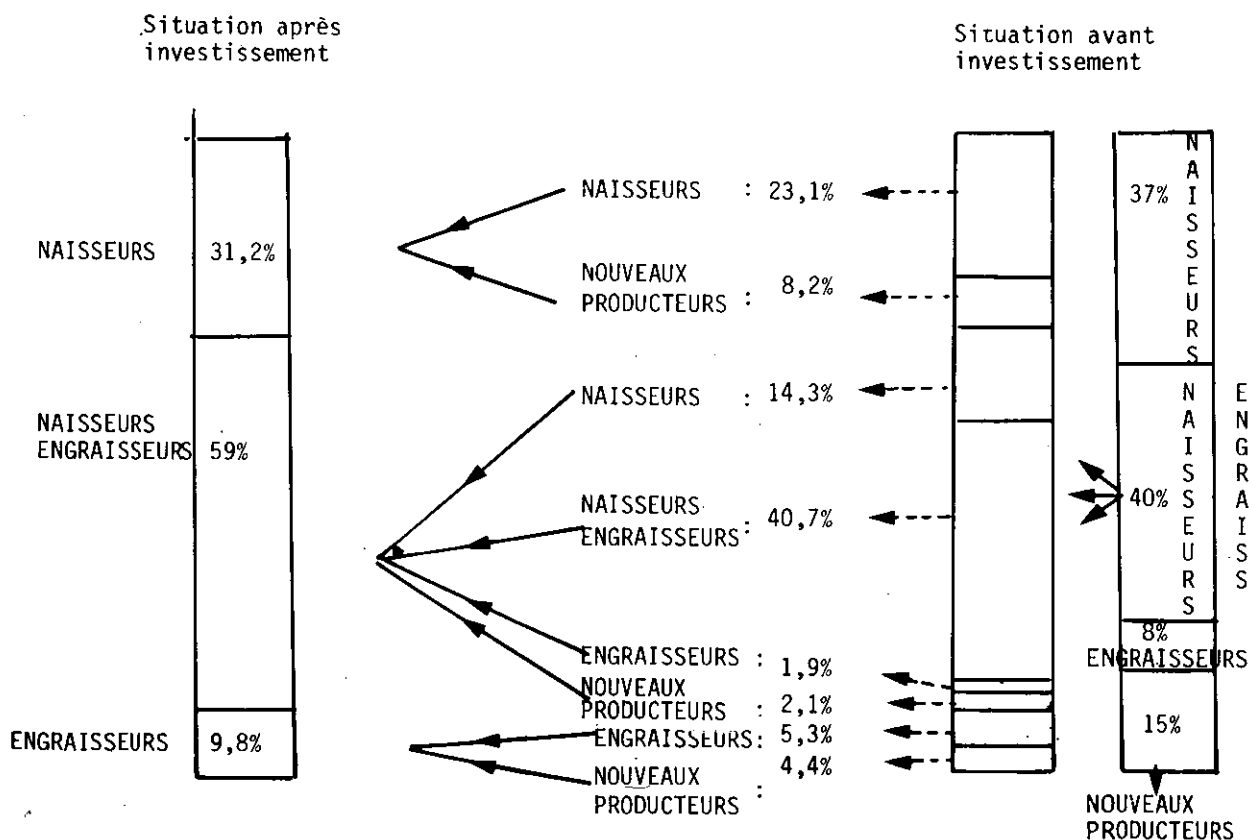 Situation après
investissement
Situation avant
investissement
NAISSEURS 31,2%
NAISSEURS
ENGRAISSEURS 59%
ENGRAISSEURS 9,8%
NAISSEURS : 23,1%
NOUVEAUX
PRODUCTEURS : 8,2%
NAISSEURS : 14,3%
NAISSEURS
ENGRAISSEURS : 40,7%
ENGRAISSEURS : 1,9%
NOUVEAUX
PRODUCTEURS : 2,1%
ENGRAISSEURS: 5,3%
NOUVEAUX
PRODUCTEURS : 4,4%
37%
NAISSEURS
40%
NAISSEURS
ENGRAISS
8%
ENGRAISSEURS
15%
NOUVEAUX
PRODUCTEURS